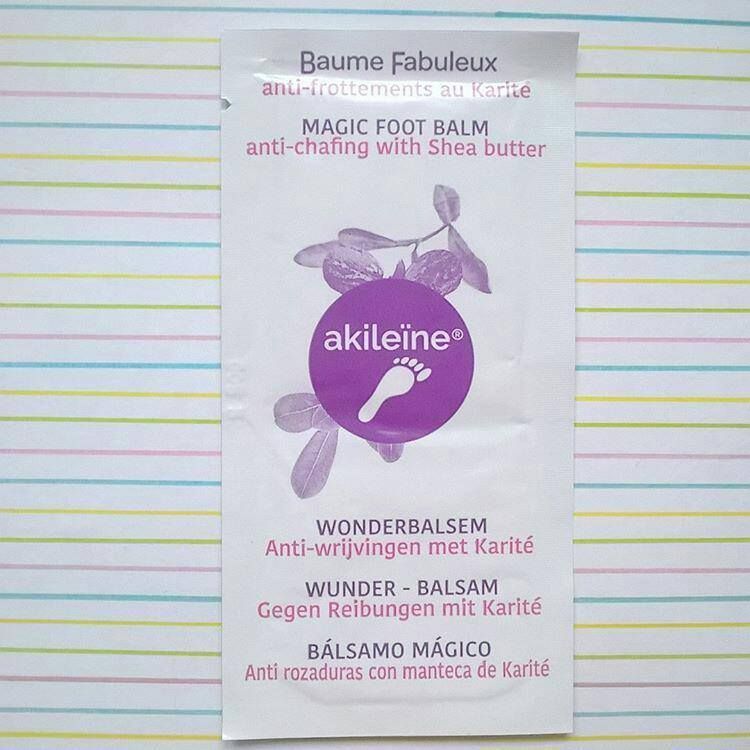 Baume Fabuleux
anti-frottements au Karité
MAGIC FOOT BALM
anti-chafing with Shea butter
akileïne®
WONDERBALSEM
Anti-wrijvingen met Karité
WUNDER - BALSAM
Gegen Reibungen mit Karité
BÁLSAMO MÁGICO
Anti rozaduras con manteca de Karité